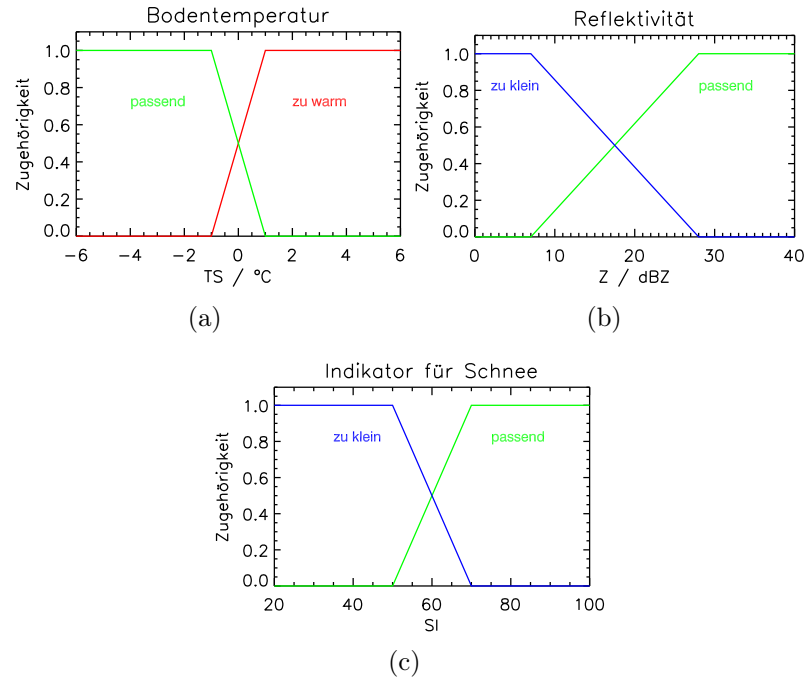 Bodentemperatur
Zugehörigkeit
1.0
0.8
0.6
0.4
0.2
0.0
passend
zu warm
−6 −4 −2 0 2 4 6
TS / °C
(a)
Reflektivität
Zugehörigkeit
1.0
0.8
0.6
0.4
0.2
0.0
zu klein
passend
0 10 20 30 40
Z / dBZ
(b)
Indikator für Schnee
Zugehörigkeit
1.0
0.8
0.6
0.4
0.2
0.0
zu klein
passend
20 40 60 80 100
SI
(c)